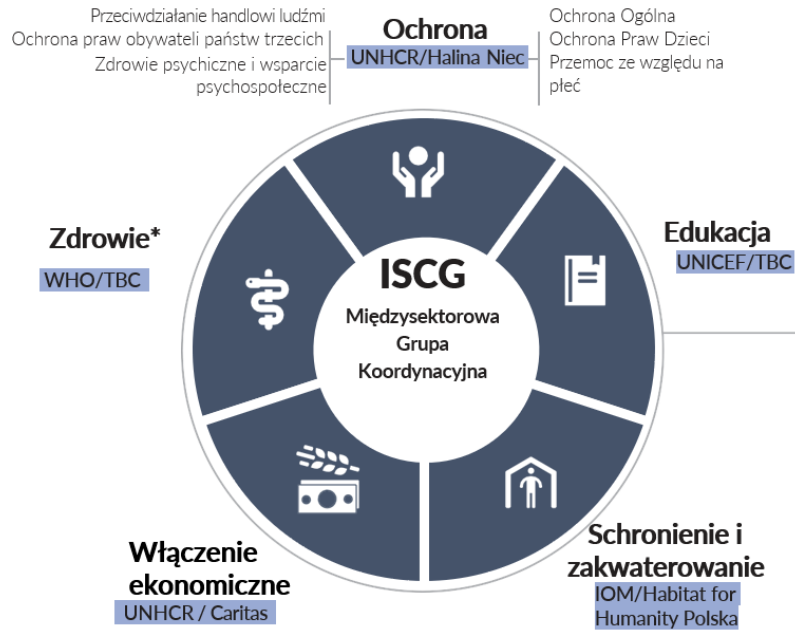 Przeciwdziałanie handlowi ludźmi
Ochrona praw obywateli państw trzecich
Zdrowie psychiczne i wsparcie
psychospołeczne
Ochrona
UNHCR/Halina Niec
Ochrona Ogólna
Ochrona Praw Dzieci
Przemoc ze względu na
płeć
Zdrowie*
WHO/TBC
Edukacja
UNICEF/TBC
ISCG
Międzysektorowa
Grupa
Koordynacyjna
Włączenie
ekonomiczne
UNHCR / Caritas
Schronienie i
zakwaterowanie
IOM/Habitat for
Humanity Polska